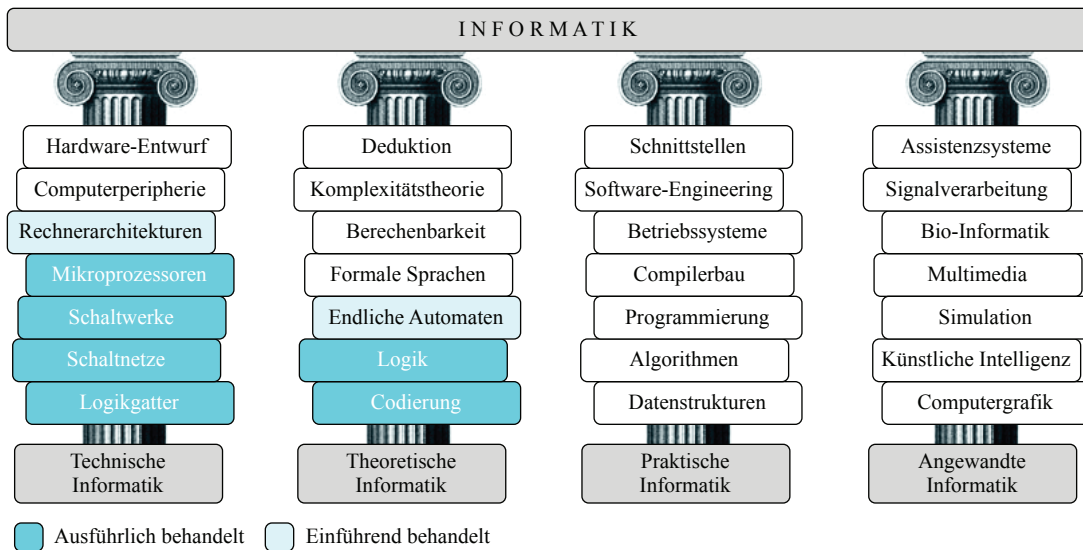 INFORMATIK
Hardware-Entwurf
Computerperipherie
Rechnerarchitekturen
Mikroprozessoren
Schaltwerke
Schaltnetze
Logikgatter
Technische
Informatik
Deduktion
Komplexitätstheorie
Berechenbarkeit
Formale Sprachen
Endliche Automaten
Logik
Codierung
Theoretische
Informatik
Schnittstellen
Software-Engineering
Betriebssysteme
Compilerbau
Programmierung
Algorithmen
Datenstrukturen
Praktische
Informatik
Assistenzsysteme
Signalverarbeitung
Bio-Informatik
Multimedia
Simulation
Künstliche Intelligenz
Computergrafik
Angewandte
Informatik
Ausführlich behandelt
Einführend behandelt